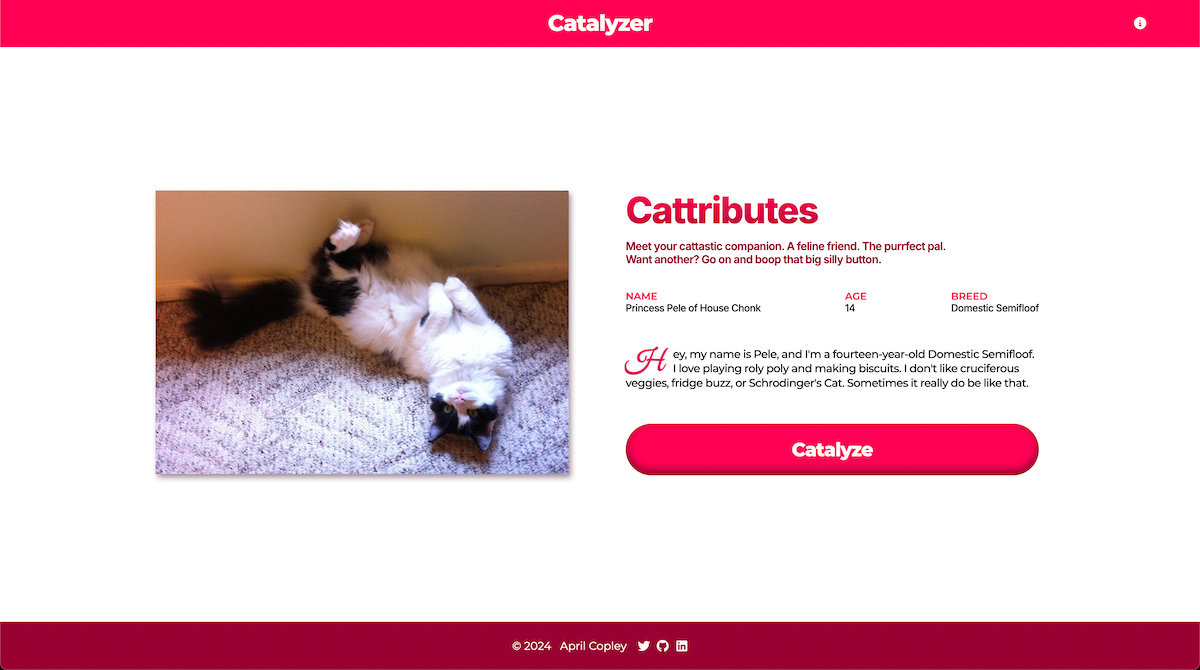 Catalyzer
Cattributes
Meet your cattastic companion. A feline friend. The purrfect pal.
Want another? Go on and boop that big silly button.
NAME AGE BREED
Princess Pele of House Chonk 14 Domestic Semifloof
Hey, my name is Pele, and I'm a fourteen-year-old Domestic Semifloof.
I love playing roly poly and making biscuits. I don't like cruciferous
veggies, fridge buzz, or Schrodinger's Cat. Sometimes it really do be like that.
Catalyze
© 2024 April Copley